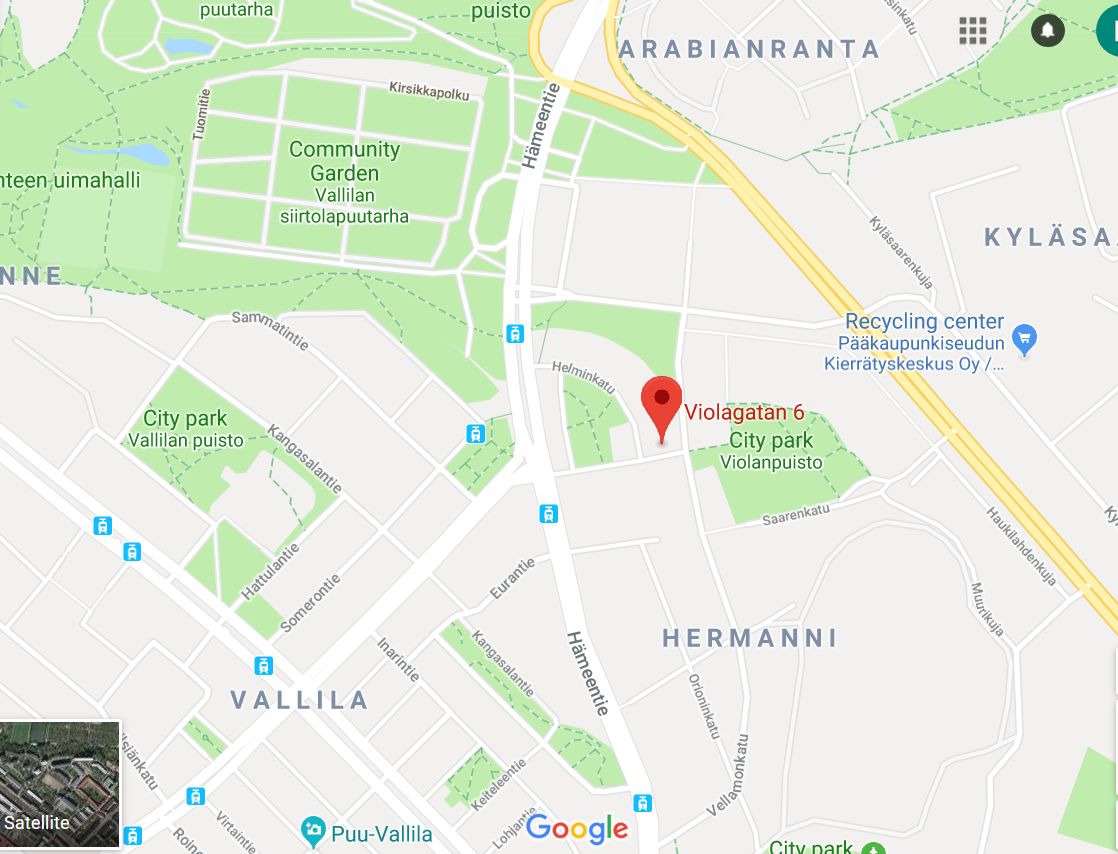 puutarha
puisto
ARABIANRANTA
Tuomitie
Kirsikkapolku
Hämeentie
Community
Garden
Vallilan
siirtolapuutarha
nteen uimahalli
Kyläsaarenkuja
KYLÄSA
NNE
Sammatintie
Recycling center
Pääkaupunkiseudun
Kierrätyskeskus Oy /...
Helminkatu
Violagatan 6
City park
Vallilan puisto
City park
Violanpuisto
Kangasalantie
Saarenkatu
Haukilahdenkuja
Hattulantie
Somerontie
Eurantie
Muurikuja
Inarintie
Kangasalantie
Hämeentie
HERMANNI
Orioninkatu
VALLILA
Vellamonkatu
Keiteleentie
Virtaintie
Lohjantie
Satellite
Puu-Vallila
Google
City park